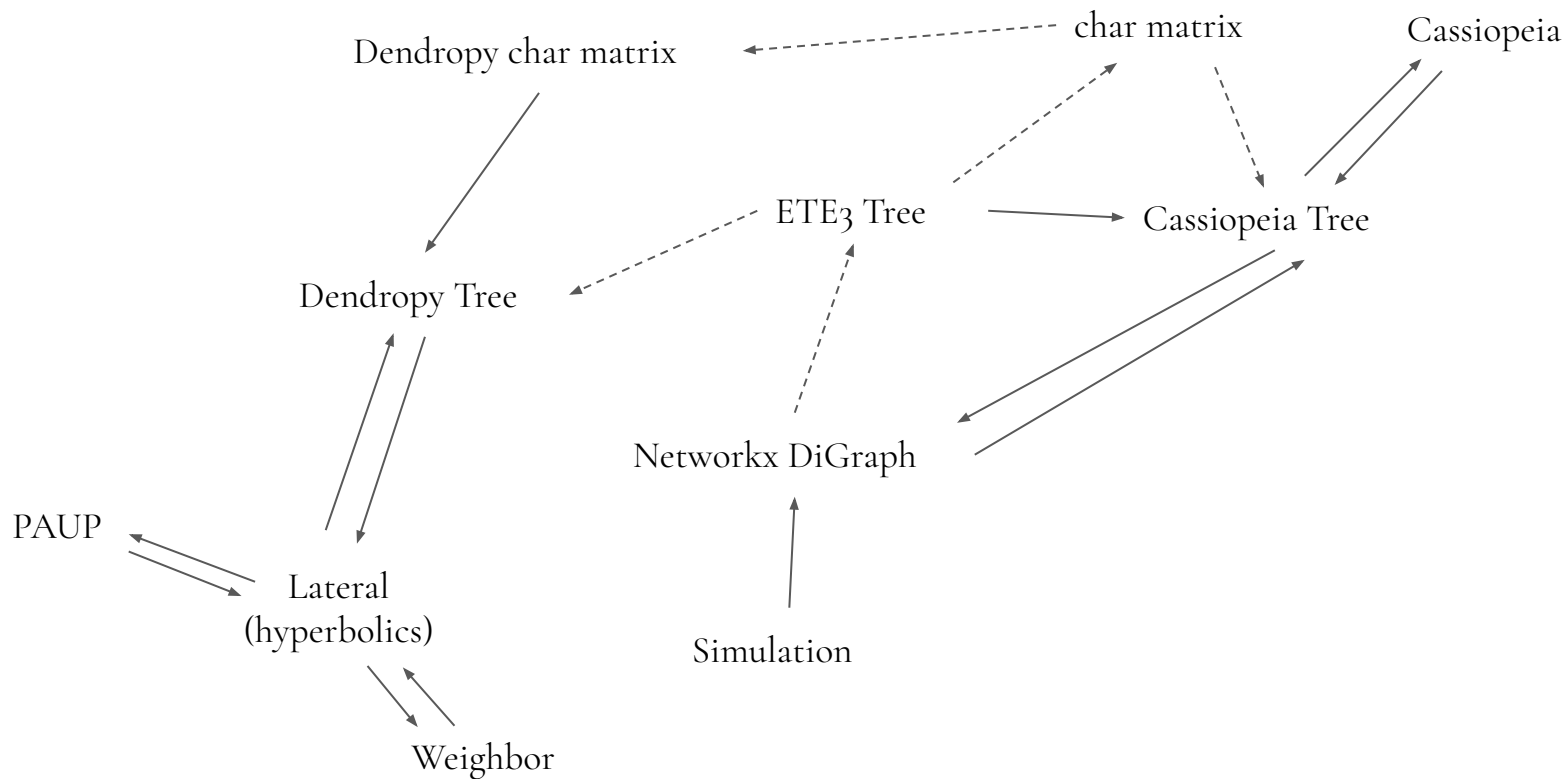 Dendropy char matrix
char matrix
Cassiopeia
ETE3 Tree
Cassiopeia Tree
Dendropy Tree
Networkx DiGraph
PAUP
Lateral
(hyperbolics)
Simulation
Weighbor